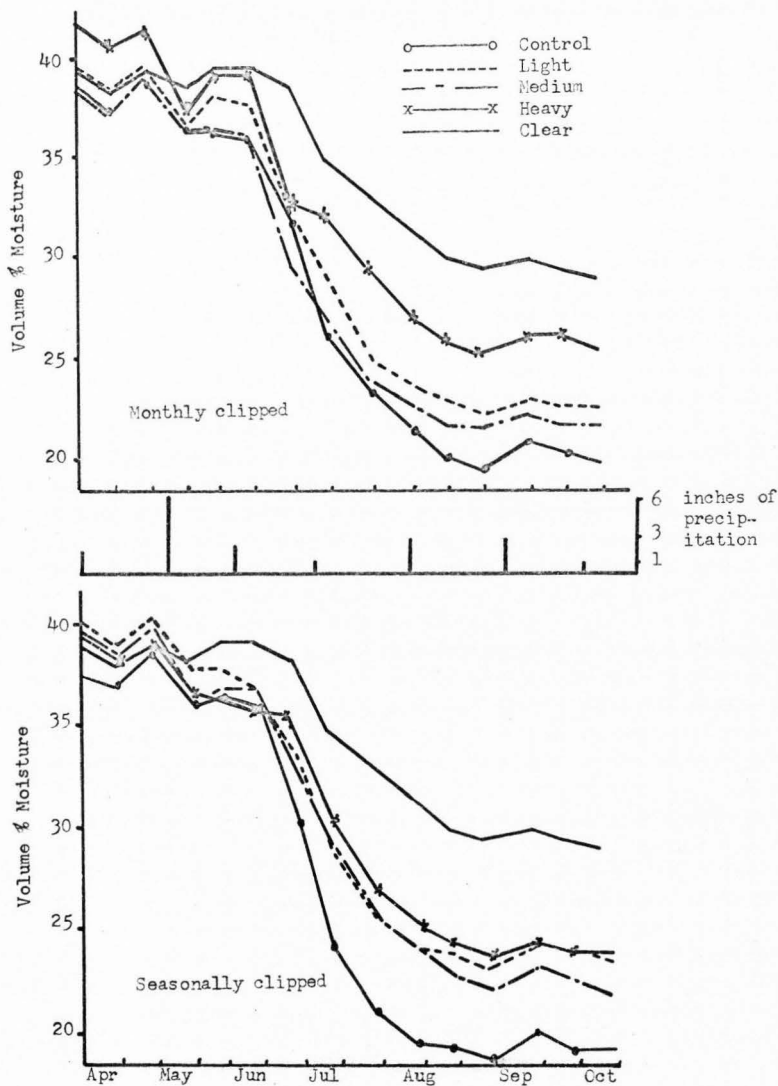 40
35
30
25
20
Volume % Moisture
Control
Light
Medium
Heavy
Clear
Monthly clipped
6 inches of
3 precip-
1 itation
40
35
30
25
20
Volume % Moisture
Seasonally clipped
Apr May Jun Jul Aug Sep Oct